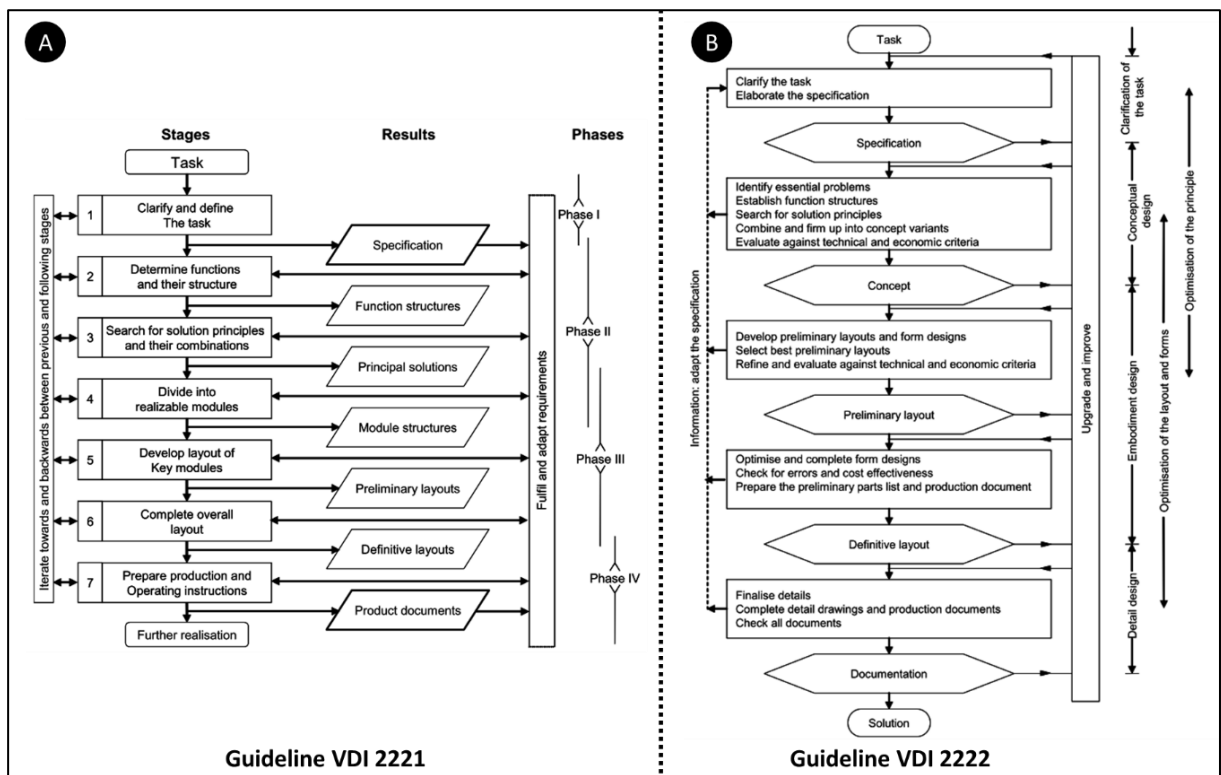 A
Stages
Results
Phases
Task
1
Clarify and define
The task
Specification
2
Determine functions
and their structure
Function structures
3
Search for solution principles
and their combinations
Principal solutions
4
Divide into
realizable modules
Module structures
5
Develop layout of
Key modules
Preliminary layouts
6
Complete overall
layout
Definitive layouts
7
Prepare production and
Operating instructions
Product documents
Further realisation
Iterate towards and backwards between previous and following stages
Fulfil and adapt requirements
Phase I
Phase II
Phase III
Phase IV
Guideline VDI 2221
B
Task
Clarify the task
Elaborate the specification
Specification
Identify essential problems
Establish function structures
Search for solution principles
Combine and firm up into concept variants
Evaluate against technical and economic criteria
Concept
Develop preliminary layouts and form designs
Select best preliminary layouts
Refine and evaluate against technical and economic criteria
Preliminary layout
Optimise and complete form designs
Check for errors and cost effectiveness
Prepare the preliminary parts list and production document
Definitive layout
Finalise details
Complete detail drawings and production documents
Check all documents
Documentation
Solution
Information: adapt the specification
Upgrade and improve
Clarification of
the task
Conceptual
design
Embodiment design
Detail design
Optimisation of the layout and forms
Optimisation of the principle
Guideline VDI 2222